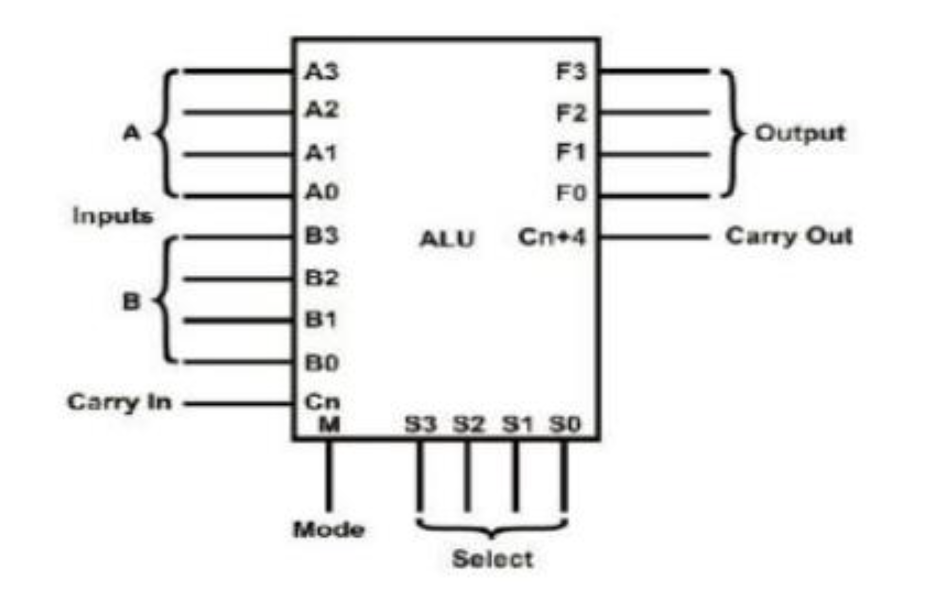 A3 F3
A2 F2
A Output
A1 F1
A0 F0
Inputs
B3 ALU Cn+4 Carry Out
B2
B
B1
B0
Carry In Cn
M S3 S2 S1 S0
Mode
Select